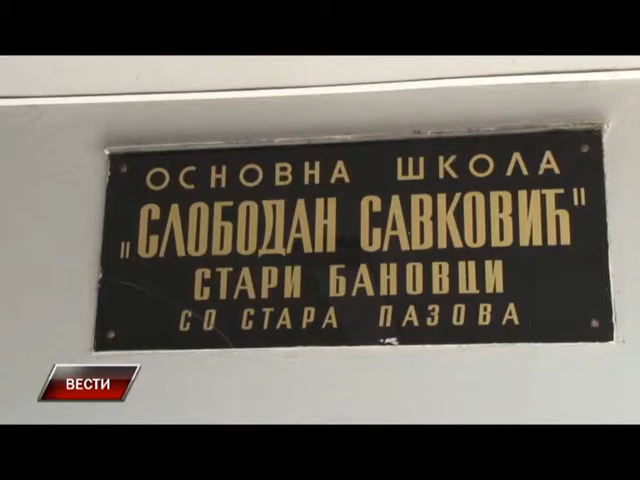 ОСНОВНА ШКОЛА
„СЛОБОДАН САВКОВИЋ"
СТАРИ БАНОВЦИ
СО СТАРА ПАЗОВА
ВЕСТИ